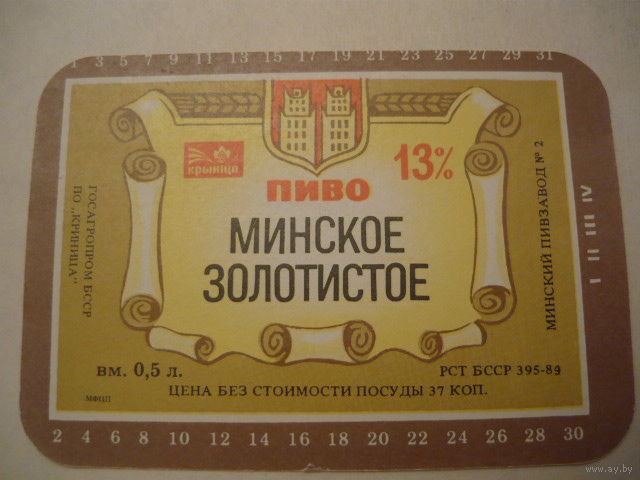 1 3 5 7 9 11 13 15 17 19 21 23 25 27 29 31
крыніца
13%
ПИВО
МИНСКОЕ
ЗОЛОТИСТОЕ
ГОСАГРОПРОМ БССР
ПО „КРИНИЦА"
МИНСКИЙ ПИВЗАВОД № 2
I II III IV
вм. 0,5 л.
РСТ БССР 395-89
ЦЕНА БЕЗ СТОИМОСТИ ПОСУДЫ 37 КОП.
МФЦП
2 4 6 8 10 12 14 16 18 20 22 24 26 28 30
www.ay.by